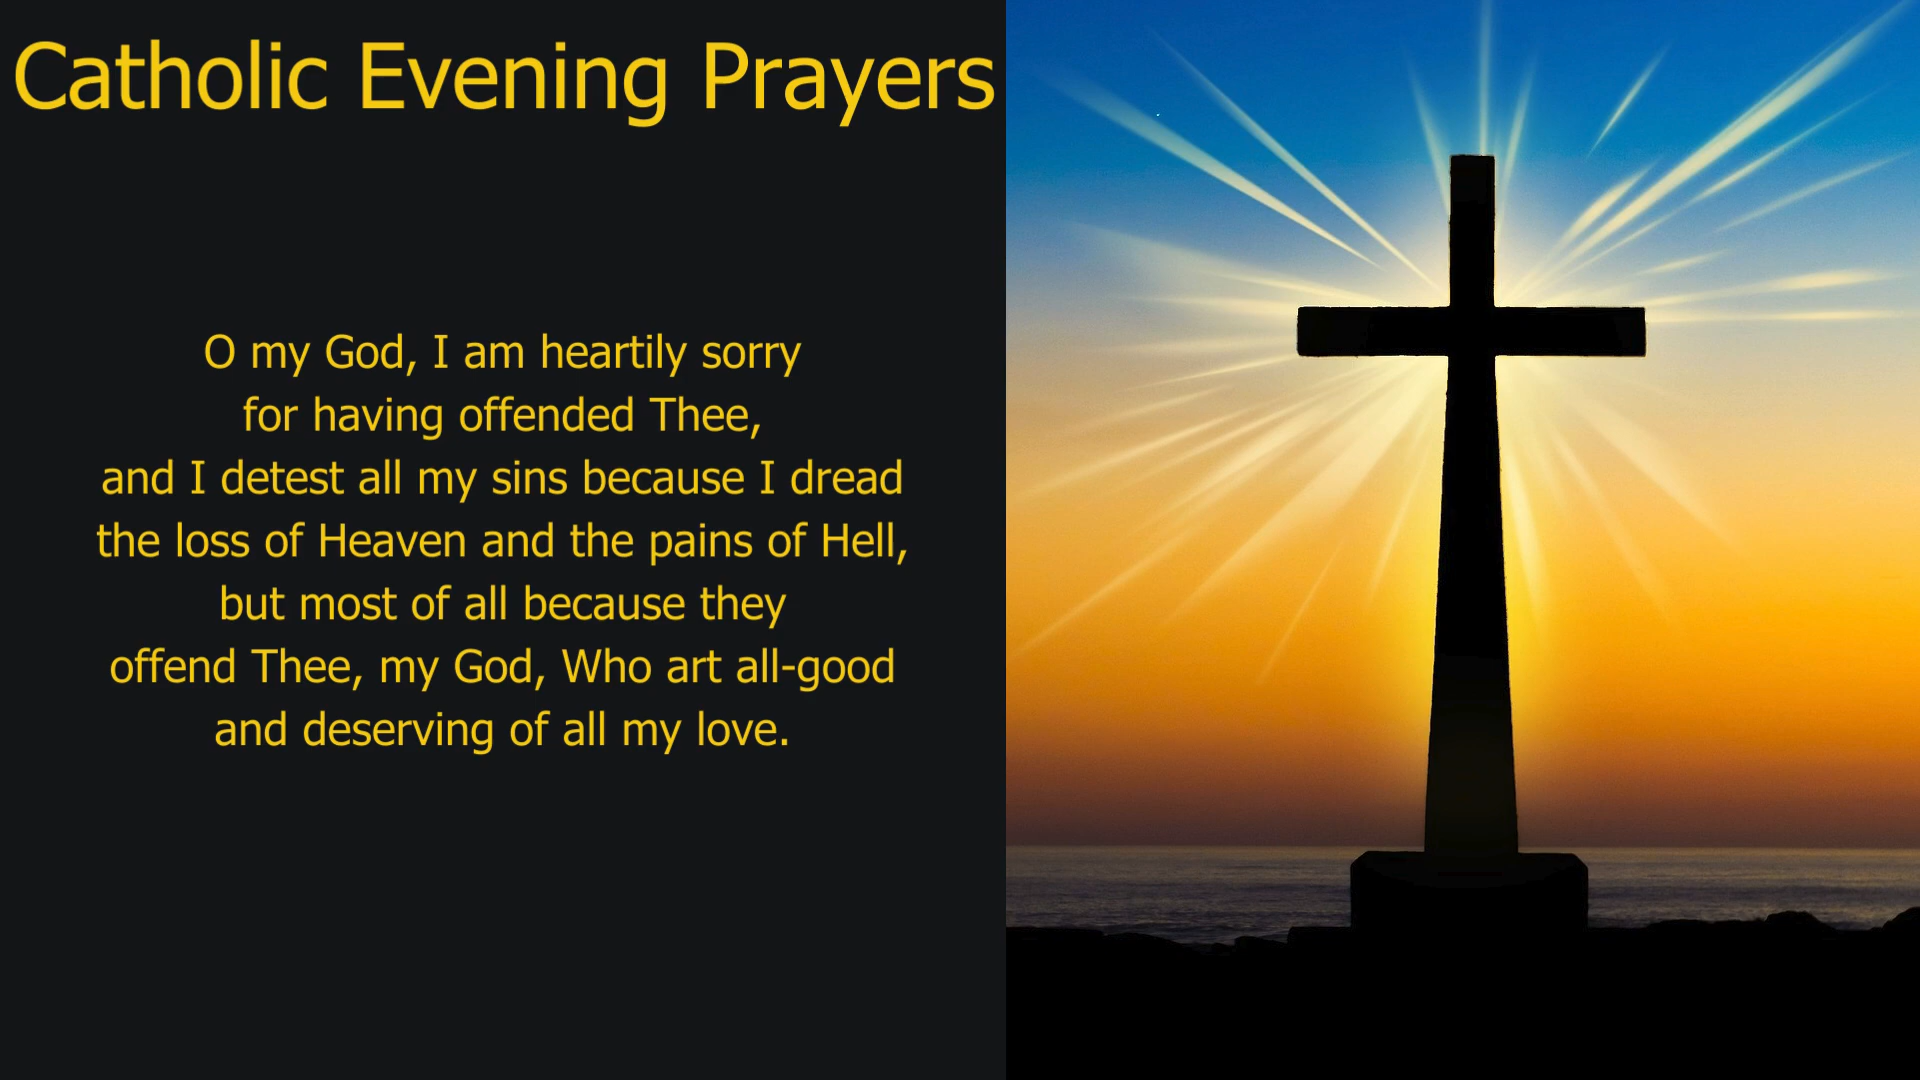 Catholic Evening Prayers
O my God, I am heartily sorry
for having offended Thee,
and I detest all my sins because I dread
the loss of Heaven and the pains of Hell,
but most of all because they
offend Thee, my God, Who art all-good
and deserving of all my love.